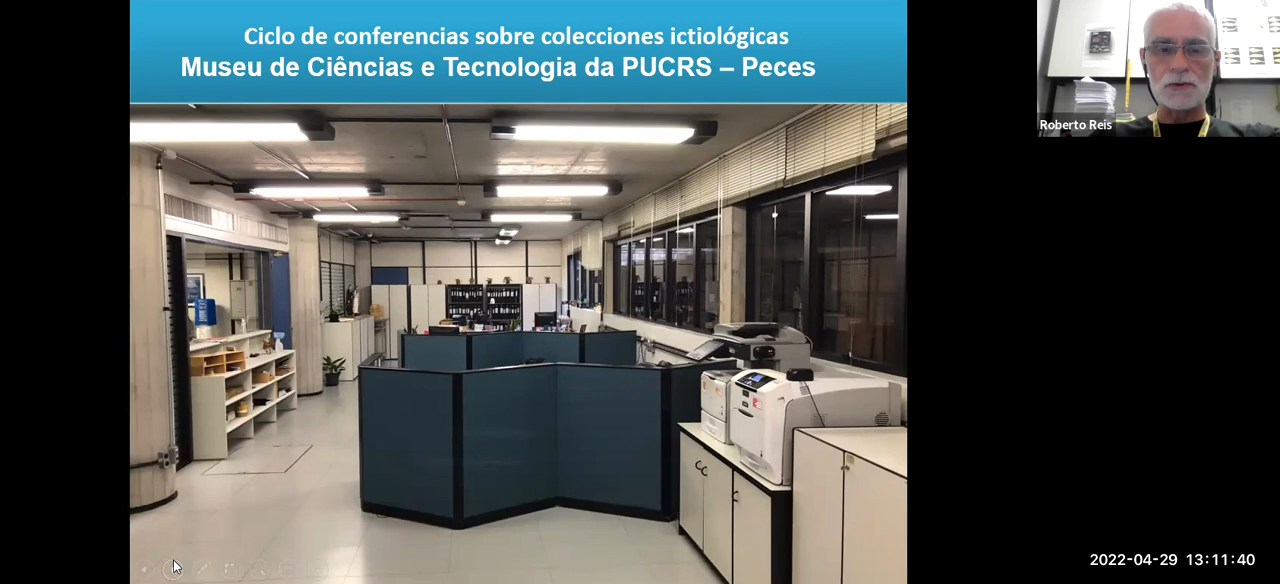 Ciclo de conferencias sobre colecciones ictiológicas
Museu de Ciências e Tecnologia da PUCRS – Peces
Roberto Reis
2022-04-29 13:11:40